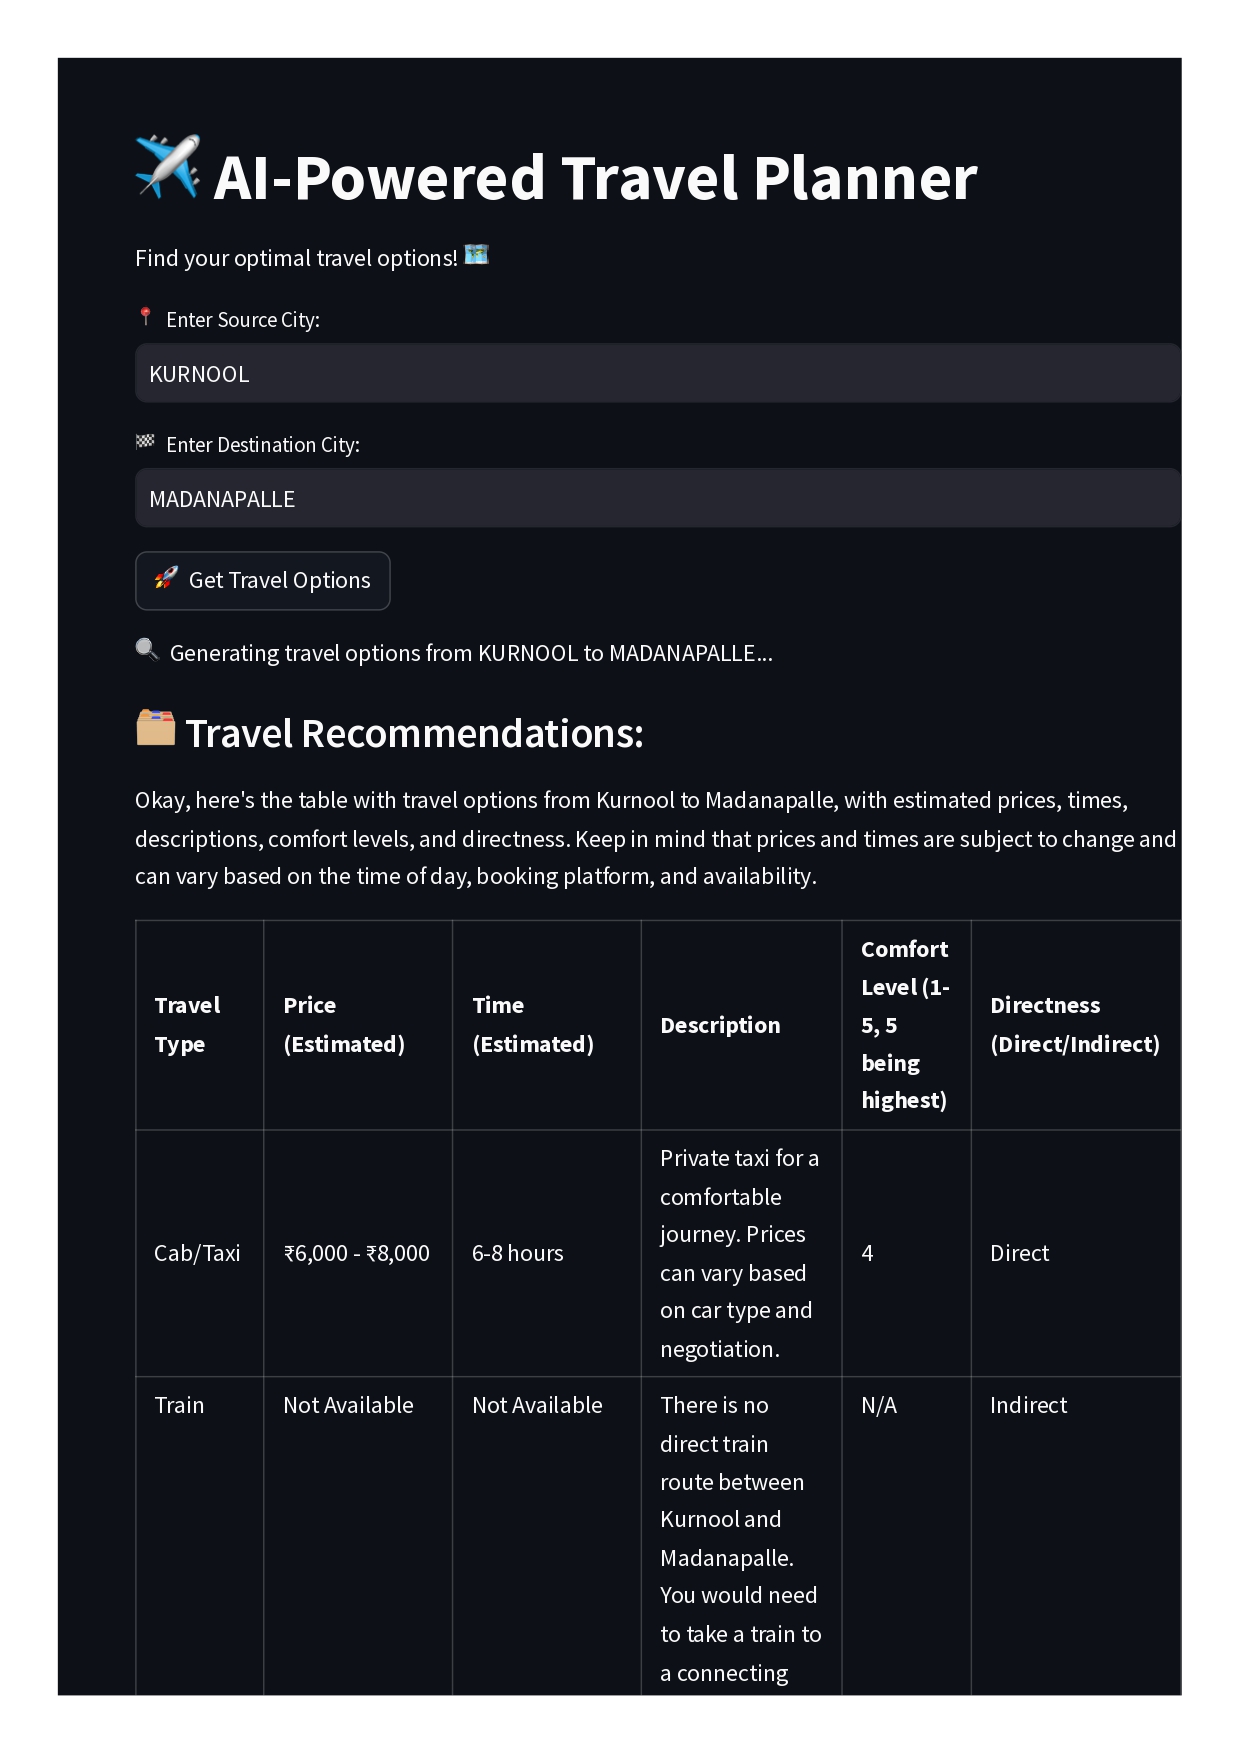 AI-Powered Travel Planner
Find your optimal travel options!
Enter Source City:
KURNOOL
Enter Destination City:
MADANAPALLE
Get Travel Options
Generating travel options from KURNOOL to MADANAPALLE...
Travel Recommendations:
Okay, here's the table with travel options from Kurnool to Madanapalle, with estimated prices, times,
descriptions, comfort levels, and directness. Keep in mind that prices and times are subject to change and
can vary based on the time of day, booking platform, and availability.
Travel
Type
Price
(Estimated)
Time
(Estimated)
Description
Comfort
Level (1-
5, 5
being
highest)
Directness
(Direct/Indirect)
Cab/Taxi
₹6,000 - ₹8,000
6-8 hours
Private taxi for a
comfortable
journey. Prices
can vary based
on car type and
negotiation.
4
Direct
Train
Not Available
Not Available
There is no
direct train
route between
Kurnool and
Madanapalle.
You would need
to take a train to
a connecting
N/A
Indirect